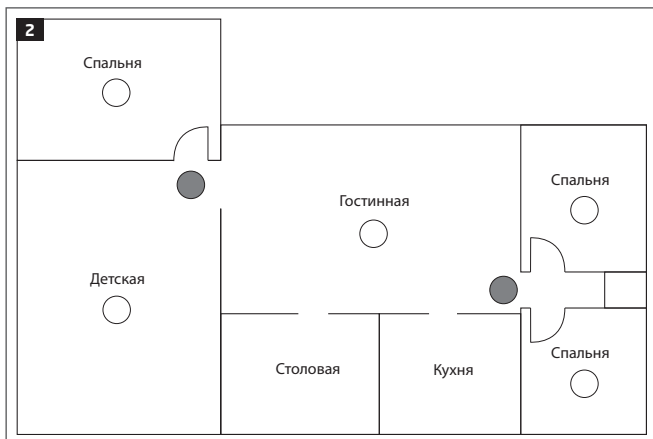 2
Спальня
Гостинная
Спальня
Детская
Столовая
Кухня
Спальня